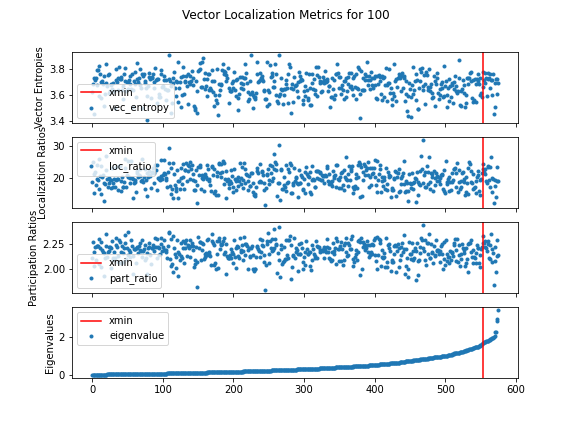 Vector Localization Metrics for 100
Vector Entropies
3.8
3.6
3.4
xmin
vec_entropy
Localization Ratios
30
20
xmin
loc_ratio
Participation Ratios
2.25
2.00
xmin
part_ratio
Eigenvalues
2
0
xmin
eigenvalue
0 100 200 300 400 500 600